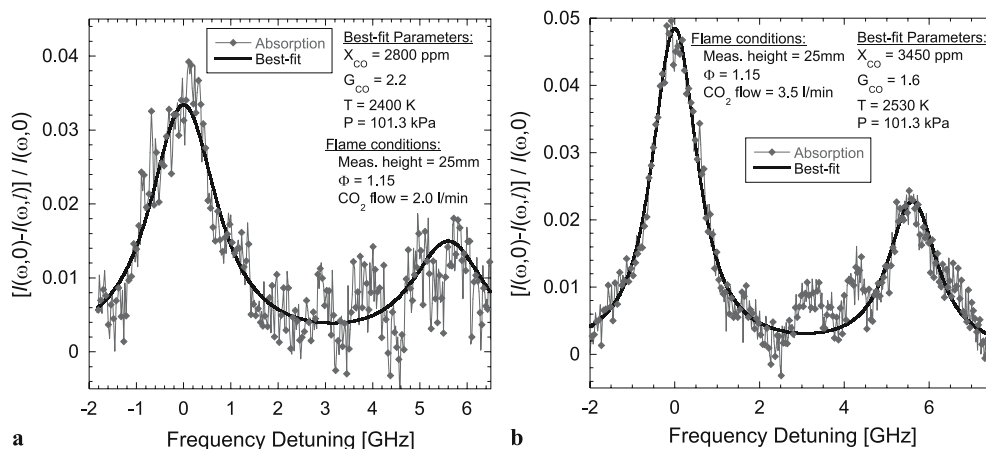 [I(ω,0)-I(ω,l)] / I(ω,0)
0.04
0.03
0.02
0.01
0
Absorption
Best-fit
Best-fit Parameters:
X_CO = 2800 ppm
G_CO = 2.2
T = 2400 K
P = 101.3 kPa
Flame conditions:
Meas. height = 25mm
Φ = 1.15
CO₂ flow = 2.0 l/min
-2 -1 0 1 2 3 4 5 6
a Frequency Detuning [GHz]
[I(ω,0)-I(ω,l)] / I(ω,0)
0.05
0.04
0.03
0.02
0.01
0
Flame conditions:
Meas. height = 25mm
Φ = 1.15
CO₂ flow = 3.5 l/min
Best-fit Parameters:
X_CO = 3450 ppm
G_CO = 1.6
T = 2530 K
P = 101.3 kPa
Absorption
Best-fit
-2 0 2 4 6
b Frequency Detuning [GHz]